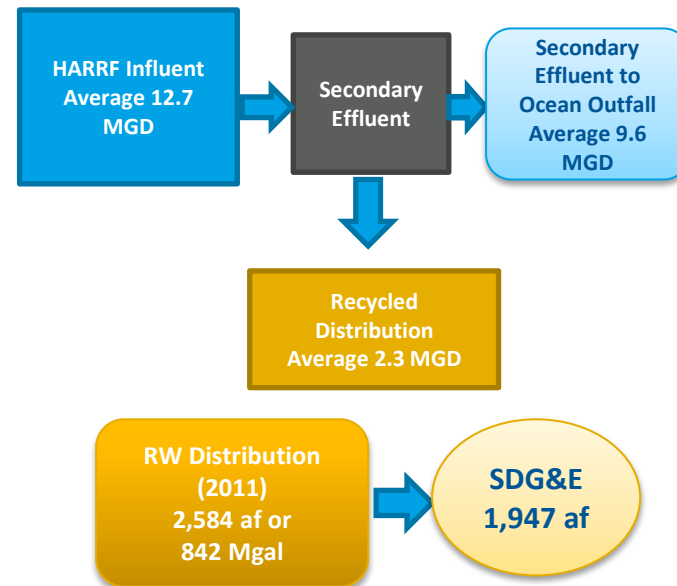 HARRF Influent
Average 12.7
MGD
Secondary
Effluent
Secondary
Effluent to
Ocean Outfall
Average 9.6
MGD
Recycled
Distribution
Average 2.3 MGD
RW Distribution
(2011)
2,584 af or
842 Mgal
SDG&E
1,947 af